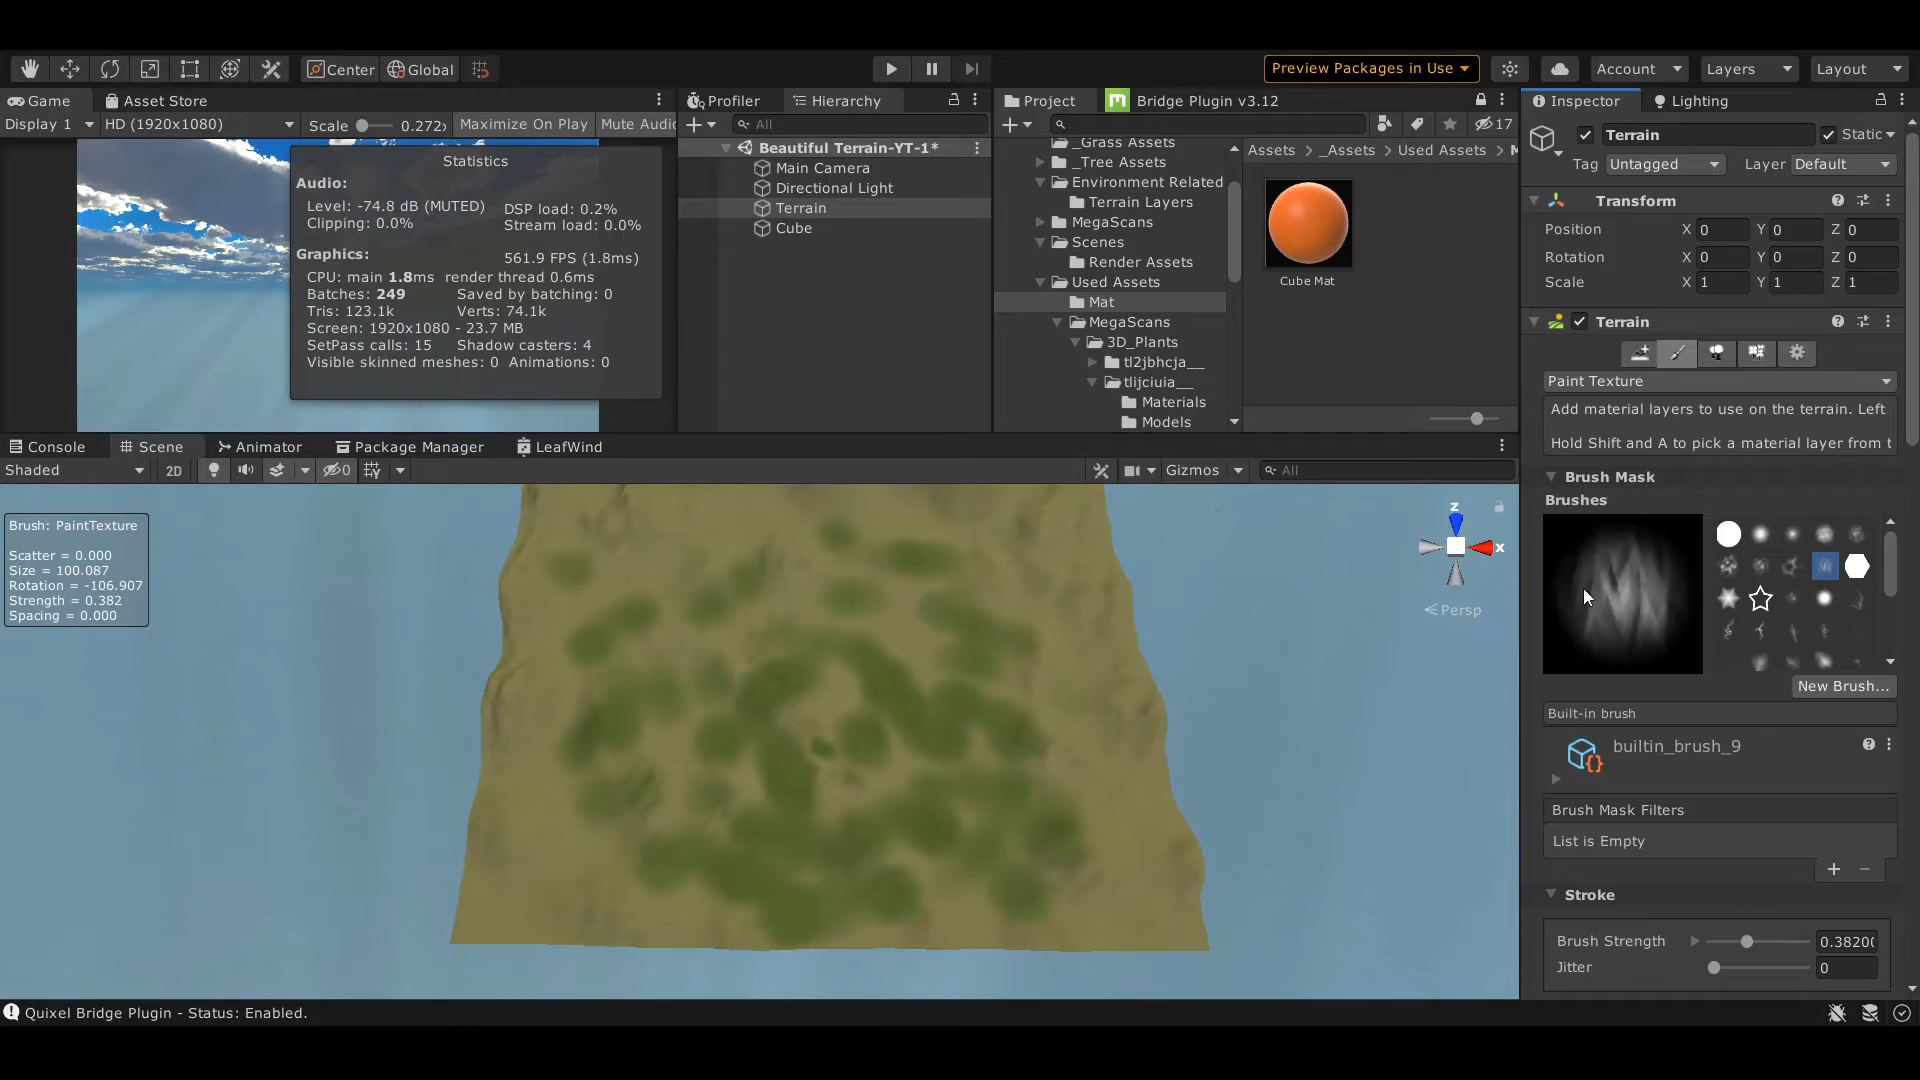 Center
Global
Preview Packages in Use
Account
Layers
Layout
Game
Asset Store
Display 1
HD (1920x1080)
Scale
0.272
Maximize On Play
Mute Audi
Statistics
Audio:
Level: -74.8 dB (MUTED)
DSP load: 0.2%
Clipping: 0.0%
Stream load: 0.0%
Graphics:
561.9 FPS (1.8ms)
CPU: main 1.8ms render thread 0.6ms
Batches: 249
Saved by batching: 0
Tris: 123.1k
Verts: 74.1k
Screen: 1920x1080 - 23.7 MB
SetPass calls: 15
Shadow casters: 4
Visible skinned meshes: 0 Animations: 0
Profiler
Hierarchy
All
Beautiful Terrain-YT-1*
Main Camera
Directional Light
Terrain
Cube
Project
Bridge Plugin v3.12
17
_Grass Assets
_Tree Assets
Environment Related
Terrain Layers
MegaScans
Scenes
Render Assets
Used Assets
Mat
MegaScans
3D_Plants
tl2jbhcja__
tlijciuia__
Materials
Models
Assets > _Assets > Used Assets > M
Cube Mat
Inspector
Lighting
Terrain
Static
Tag
Untagged
Layer
Default
Transform
Position X 0 Y 0 Z 0
Rotation X 0 Y 0 Z 0
Scale X 1 Y 1 Z 1
Terrain
Paint Texture
Add material layers to use on the terrain. Left
Hold Shift and A to pick a material layer from t
Brush Mask
Brushes
New Brush...
Built-in brush
builtin_brush_9
Brush Mask Filters
List is Empty
Stroke
Brush Strength
0.3820
Jitter
0
Console
Scene
Animator
Package Manager
LeafWind
Shaded
2D
0
Gizmos
All
Brush: PaintTexture
Scatter = 0.000
Size = 100.087
Rotation = -106.907
Strength = 0.382
Spacing = 0.000
z
x
Persp
Quixel Bridge Plugin - Status: Enabled.